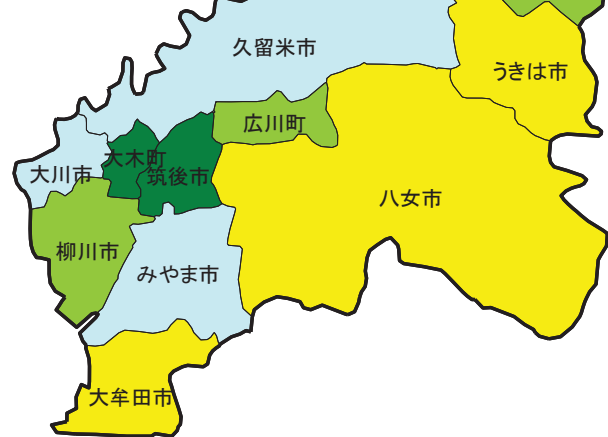 久留米市
うきは市
広川町
大木町
大川市
筑後市
八女市
柳川市
みやま市
大牟田市